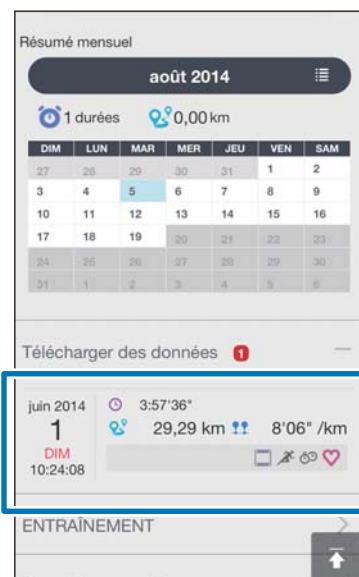 Résumé mensuel
août 2014
1 durées 0,00 km
DIM LUN MAR MER JEU VEN SAM
27 28 29 30 31 1 2
3 4 5 6 7 8 9
10 11 12 13 14 15 16
17 18 19 20 21 22 23
24 25 26 27 28 29 30
31 1 2 3 4 5 6
Télécharger des données 1
juin 2014
1
DIM
10:24:08
3:57'36"
29,29 km 8'06" /km
ENTRAÎNEMENT